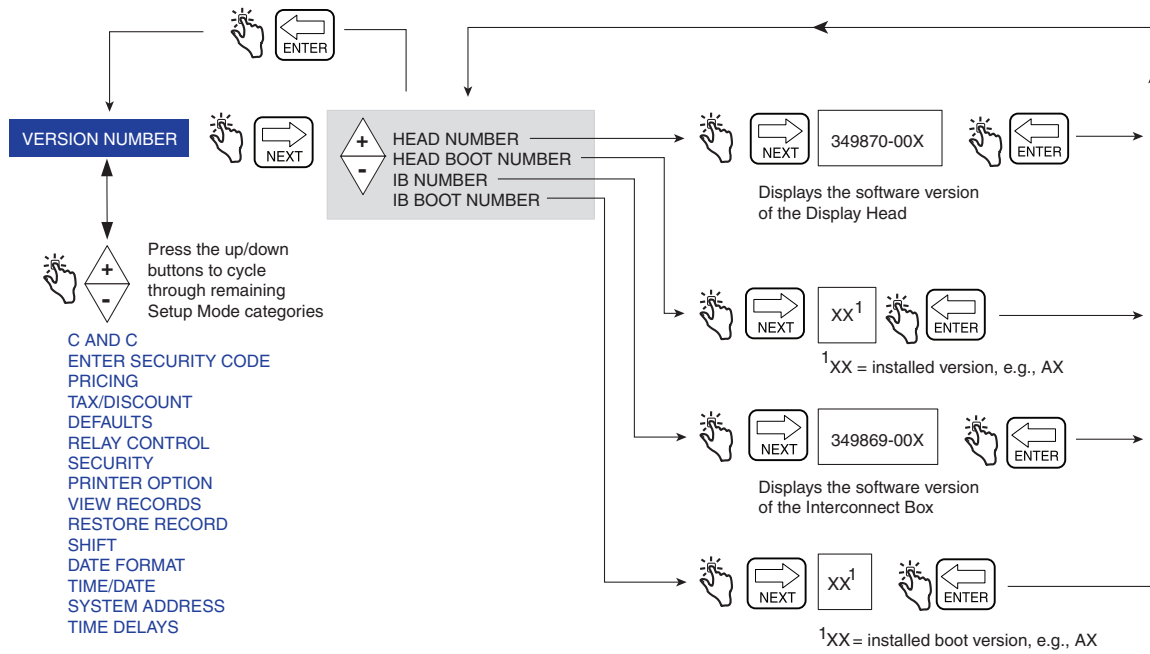 ENTER
VERSION NUMBER
NEXT
+
-
HEAD NUMBER
HEAD BOOT NUMBER
IB NUMBER
IB BOOT NUMBER
NEXT
349870-00X
ENTER
Displays the software version
of the Display Head
+
-
Press the up/down
buttons to cycle
through remaining
Setup Mode categories
C AND C
ENTER SECURITY CODE
PRICING
TAX/DISCOUNT
DEFAULTS
RELAY CONTROL
SECURITY
PRINTER OPTION
VIEW RECORDS
RESTORE RECORD
SHIFT
DATE FORMAT
TIME/DATE
SYSTEM ADDRESS
TIME DELAYS
NEXT
XX1
ENTER
1XX = installed version, e.g., AX
NEXT
349869-00X
ENTER
Displays the software version
of the Interconnect Box
NEXT
XX1
ENTER
1XX = installed boot version, e.g., AX